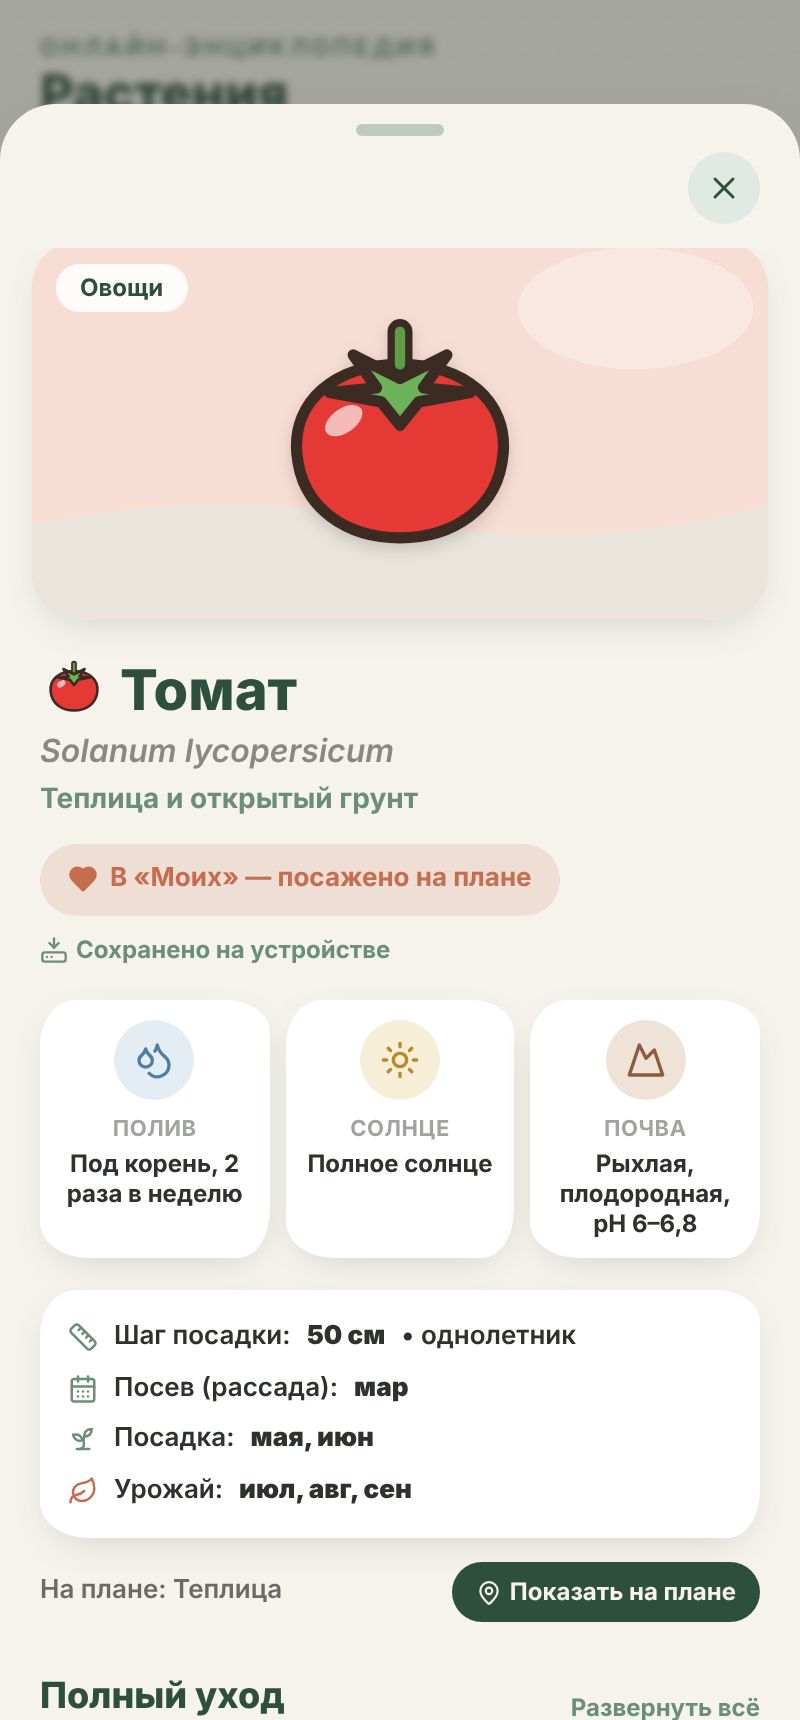 ОНЛАЙН-ЭНЦИКЛОПЕДИЯ
Растения
Овощи
Томат
Solanum lycopersicum
Теплица и открытый грунт
В «Моих» — посажено на плане
Сохранено на устройстве
ПОЛИВ
Под корень, 2
раза в неделю
СОЛНЦЕ
Полное солнце
ПОЧВА
Рыхлая,
плодородная,
pH 6–6,8
Шаг посадки: 50 см • однолетник
Посев (рассада): мар
Посадка: мая, июн
Урожай: июл, авг, сен
На плане: Теплица
Показать на плане
Полный уход
Развернуть всё